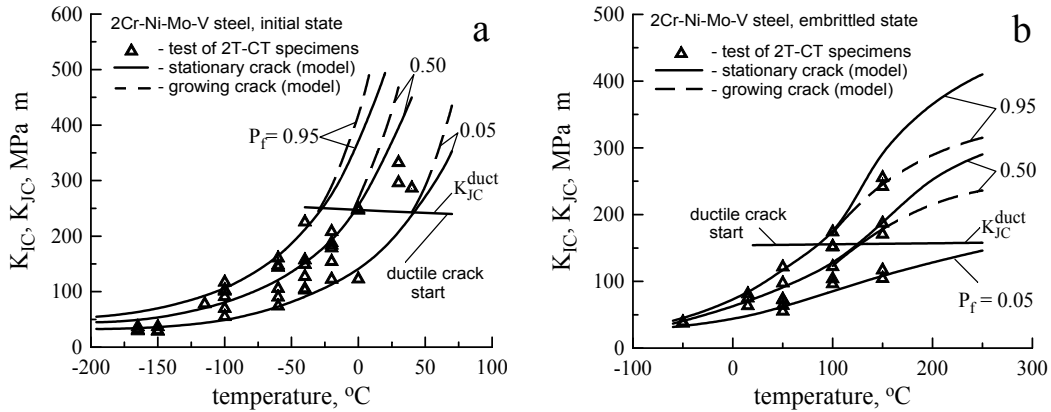 2Cr-Ni-Mo-V steel, initial state
a
- test of 2T-CT specimens
- stationary crack (model)
- growing crack (model)
0.50
P_f = 0.95
0.05
K_JC^duct
ductile crack
start
600
500
400
300
200
100
0
K_IC, K_JC, MPa m
-200
-150
-100
-50
0
50
100
temperature, °C
2Cr-Ni-Mo-V steel, embrittled state
b
- test of 2T-CT specimens
- stationary crack (model)
- growing crack (model)
0.95
0.50
ductile crack
start
K_JC^duct
P_f = 0.05
500
400
300
200
100
0
K_IC, K_JC, MPa m
-100
0
100
200
300
temperature, °C